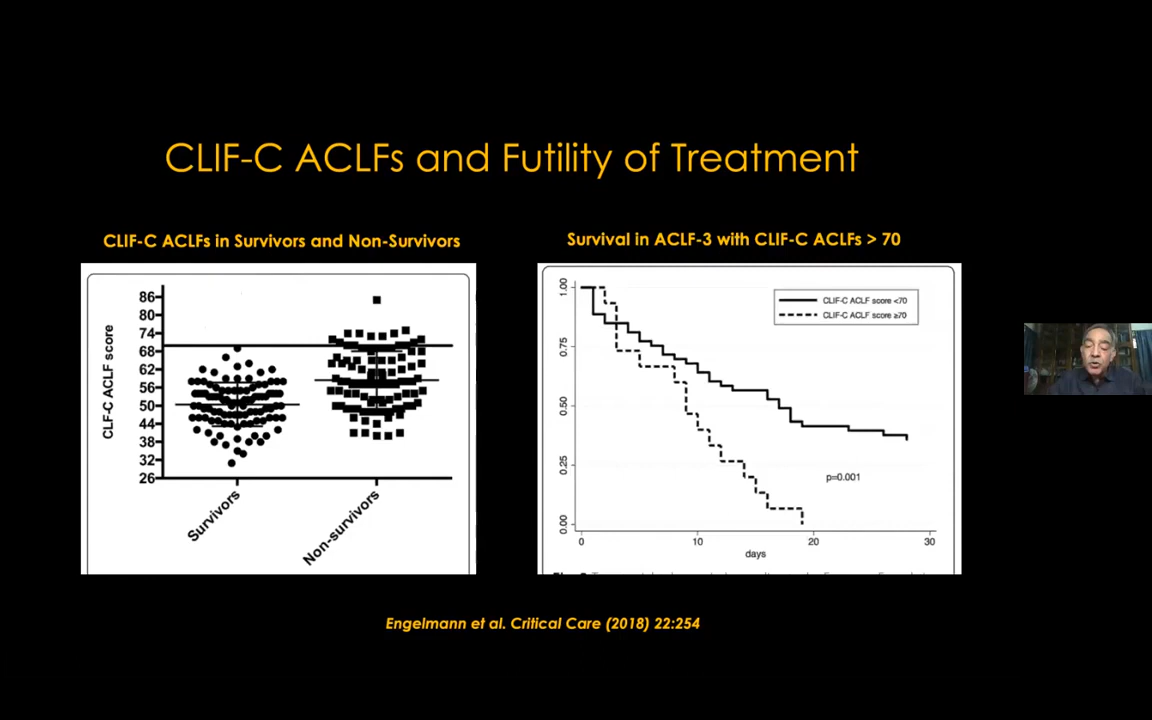 CLIF-C ACLFs and Futility of Treatment
CLIF-C ACLFs in Survivors and Non-Survivors
Survival in ACLF-3 with CLIF-C ACLFs > 70
CLF-C ACLF score
86
80
74
68
62
56
50
44
38
32
26
Survivors
Non-survivors
1.00
0.75
0.50
0.25
0.00
CLIF-C ACLF score <70
CLIF-C ACLF score ≥70
p=0.001
0
10
20
30
days
Engelmann et al. Critical Care (2018) 22:254